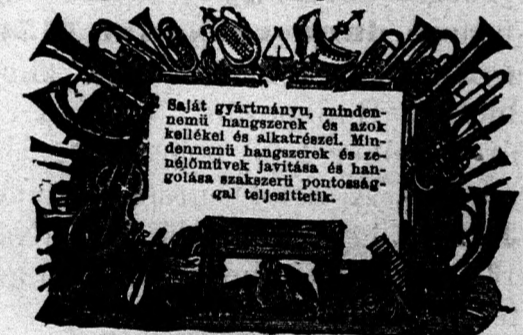 Saját gyártmányu, minden-
nemü hangszerek és azok
kellékei és alkatrészei. Min-
dennemü hangszerek és ze-
nélőmüvek javitása és han-
golása szakszerü pontosság-
gal teljesittetik.